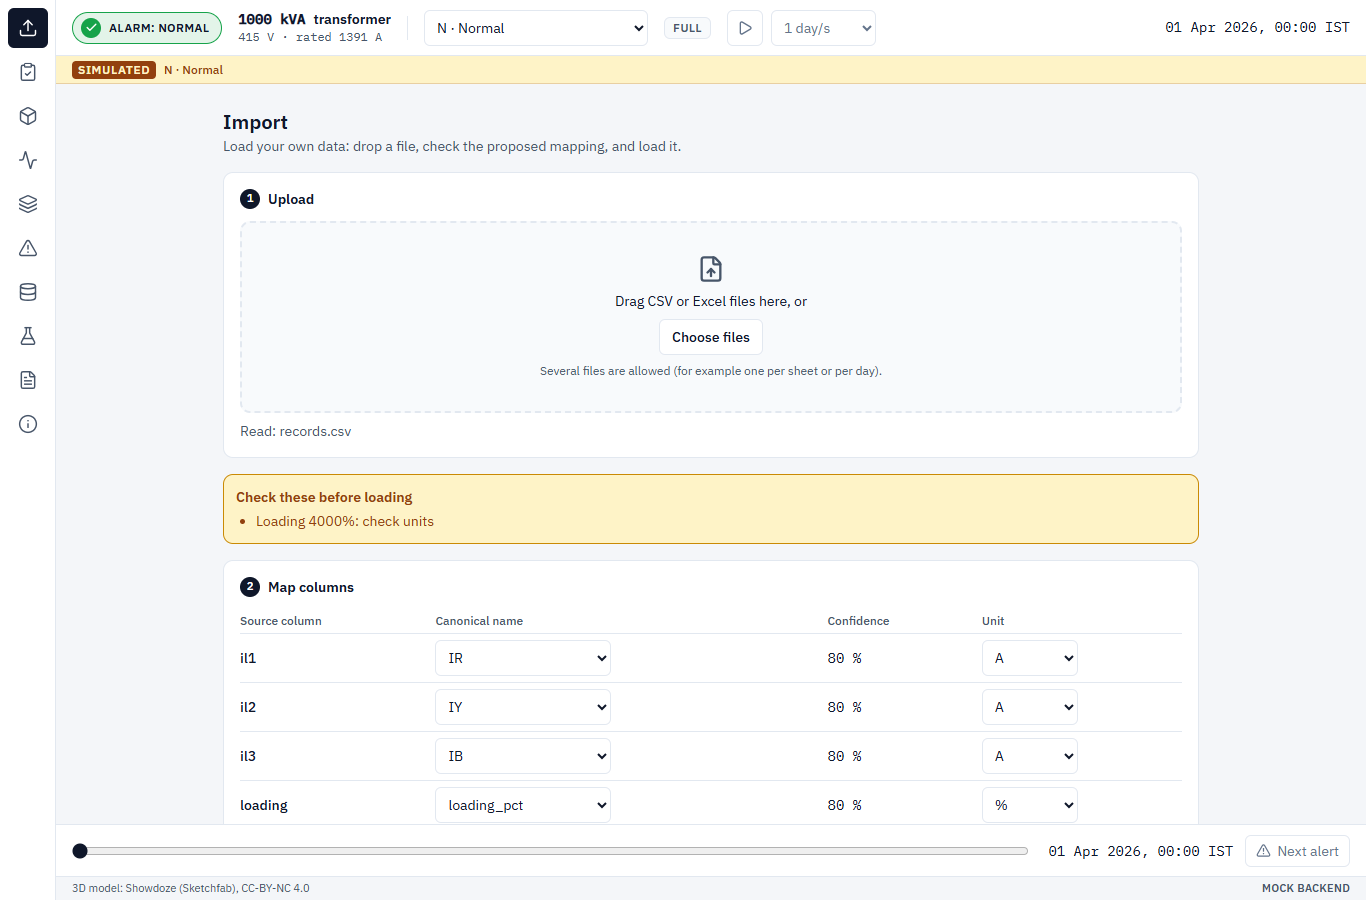 ALARM: NORMAL
1000 kVA transformer
415 V · rated 1391 A
N · Normal
FULL
1 day/s
01 Apr 2026, 00:00 IST
SIMULATED N · Normal
Import
Load your own data: drop a file, check the proposed mapping, and load it.
1 Upload
Drag CSV or Excel files here, or
Choose files
Several files are allowed (for example one per sheet or per day).
Read: records.csv
Check these before loading
• Loading 4000%: check units
2 Map columns
Source column Canonical name Confidence Unit
il1 IR 80 % A
il2 IY 80 % A
il3 IB 80 % A
loading loading_pct 80 % %
01 Apr 2026, 00:00 IST Next alert
3D model: Showdoze (Sketchfab), CC-BY-NC 4.0 MOCK BACKEND